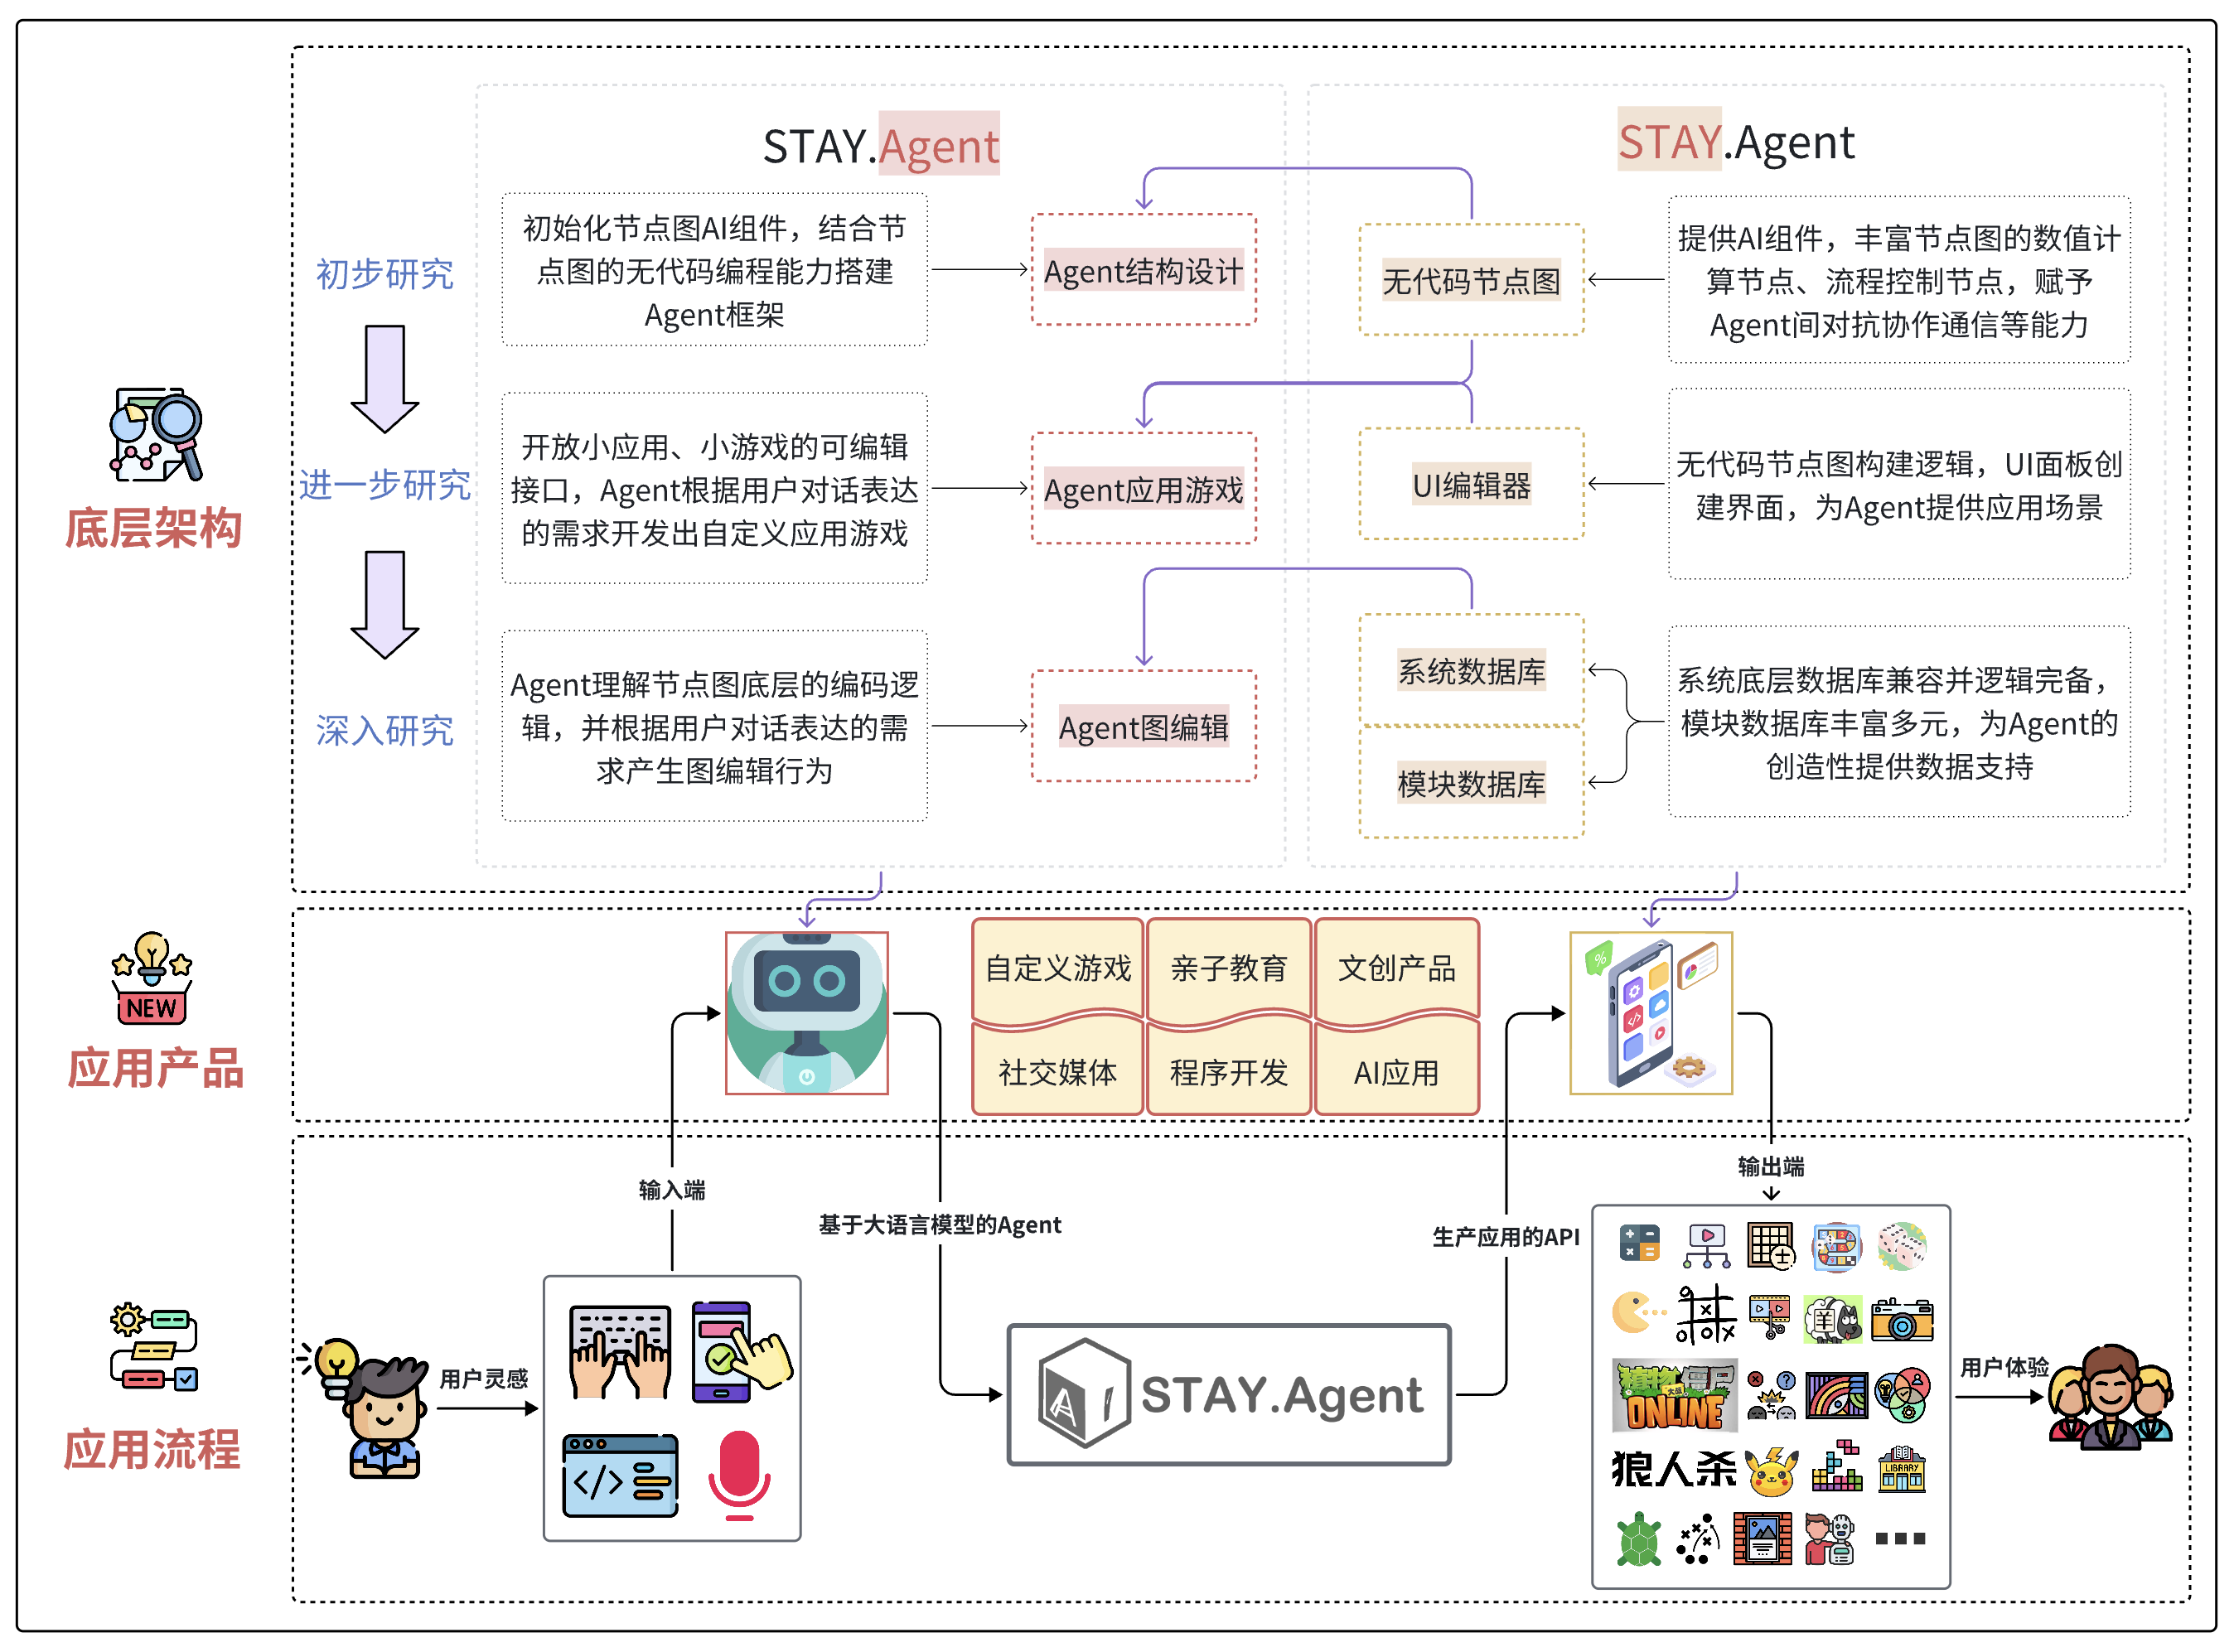 底层架构
初步研究
进一步研究
深入研究
STAY.Agent
初始化节点图AI组件，结合节
点图的无代码编程能力搭建
Agent框架
Agent结构设计
开放小应用、小游戏的可编辑
接口，Agent根据用户对话表达
的需求开发出自定义应用游戏
Agent应用游戏
Agent理解节点图底层的编码逻
辑，并根据用户对话表达的需
求产生图编辑行为
Agent图编辑
STAY.Agent
无代码节点图
提供AI组件，丰富节点图的数值计
算节点、流程控制节点，赋予
Agent间对抗协作通信等能力
UI编辑器
无代码节点图构建逻辑，UI面板创
建界面，为Agent提供应用场景
系统数据库
模块数据库
系统底层数据库兼容并逻辑完备，
模块数据库丰富多元，为Agent的
创造性提供数据支持
NEW
应用产品
自定义游戏
亲子教育
文创产品
社交媒体
程序开发
AI应用
应用流程
用户灵感
输入端
基于大语言模型的Agent
AI
STAY.Agent
生产应用的API
输出端
羊
植物僵尸
大战
ONLINE
狼人杀
LIBRARY
用户体验